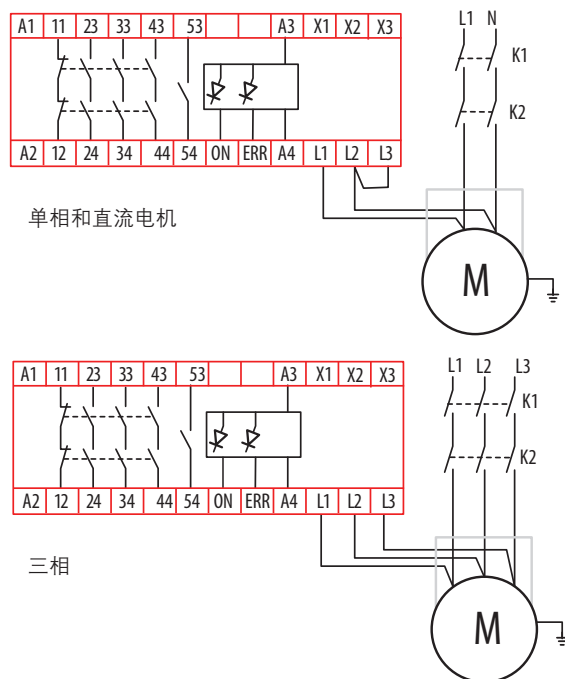 A1 11 23 33 43 53 A3 X1 X2 X3
L1 N
K1
K2
A2 12 24 34 44 54 ON ERR A4 L1 L2 L3
单相和直流电机
M
A1 11 23 33 43 53 A3 X1 X2 X3
L1 L2 L3
K1
K2
A2 12 24 34 44 54 ON ERR A4 L1 L2 L3
三相
M